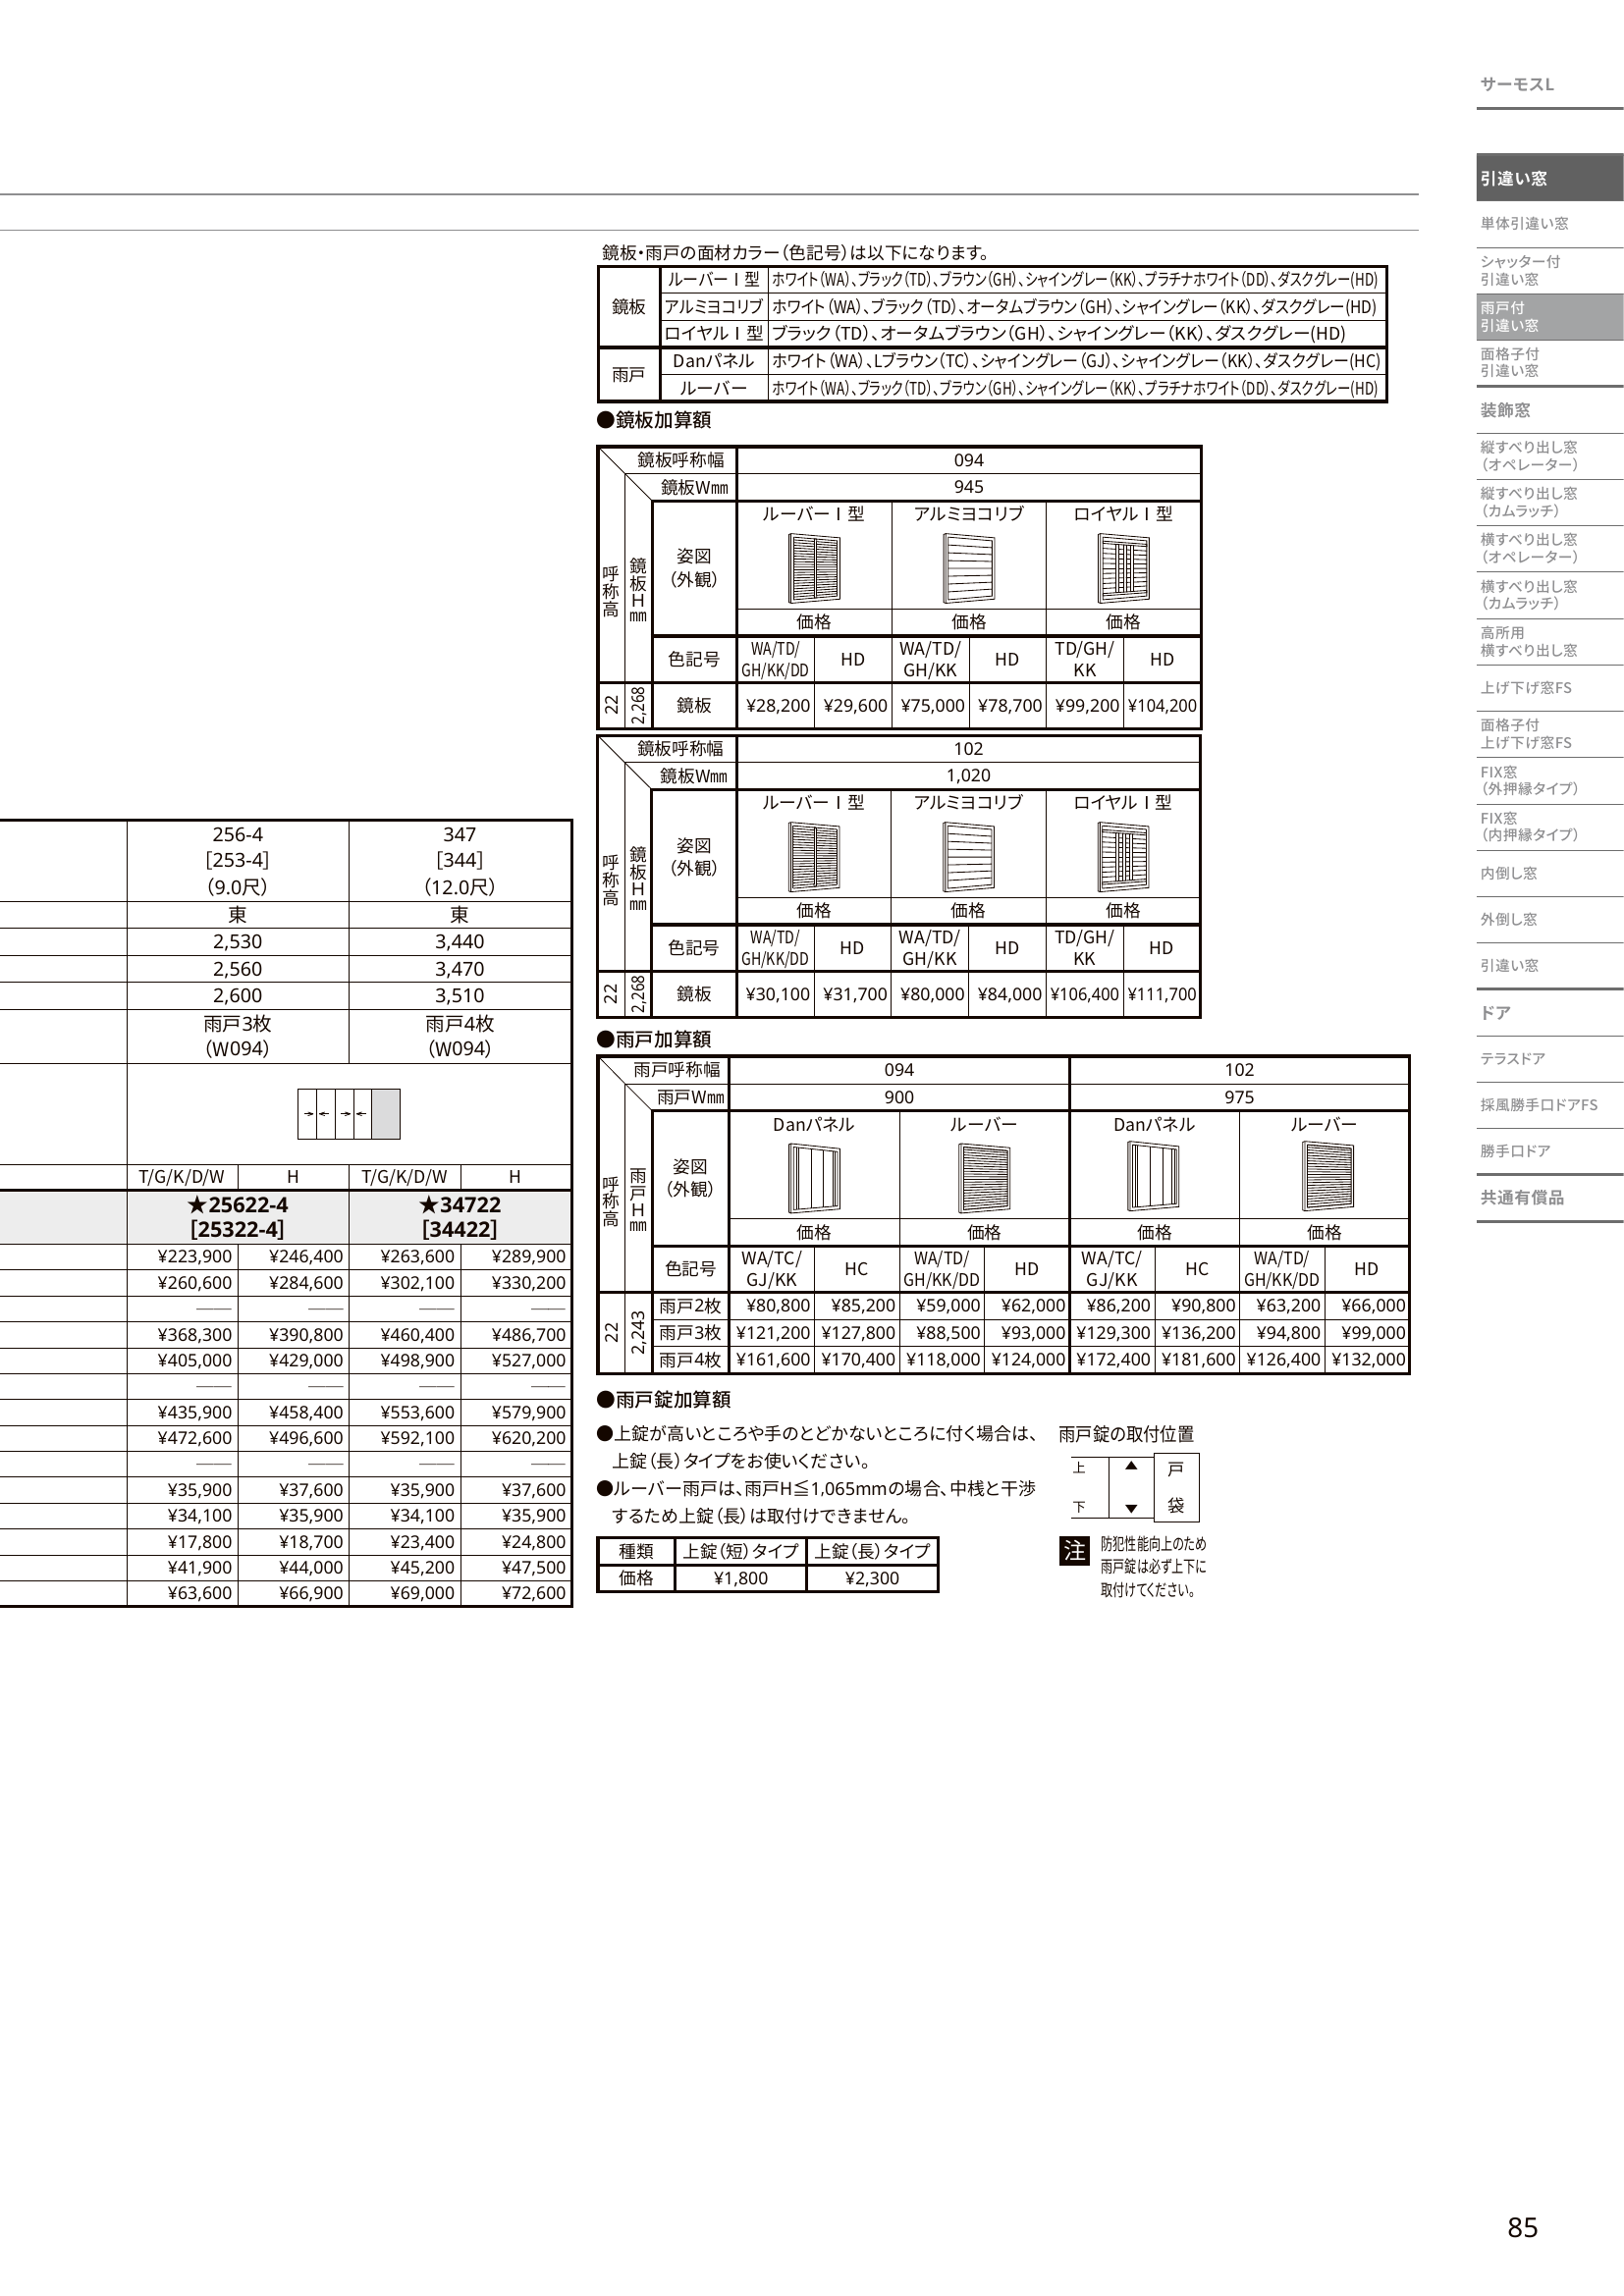 サーモスL
引違い窓
単体引違い窓
シャッター付
引違い窓
雨戸付
引違い窓
面格子付
引違い窓
装飾窓
縦すべり出し窓
（オペレーター）
縦すべり出し窓
（カムラッチ）
横すべり出し窓
（オペレーター）
横すべり出し窓
（カムラッチ）
高所用
横すべり出し窓
上げ下げ窓FS
面格子付
上げ下げ窓FS
FIX窓
（外押縁タイプ）
FIX窓
（内押縁タイプ）
内倒し窓
外倒し窓
引違い窓
ドア
テラスドア
採風勝手口ドアFS
勝手口ドア
共通有償品
256-4 347
［253-4］ ［344］
（9.0尺） （12.0尺）
東 東
2,530 3,440
2,560 3,470
2,600 3,510
雨戸3枚 雨戸4枚
（W094） （W094）
T/G/K/D/W H T/G/K/D/W H
★25622-4 ★34722
［25322-4］ ［34422］
¥223,900 ¥246,400 ¥263,600 ¥289,900
¥260,600 ¥284,600 ¥302,100 ¥330,200
—— —— —— ——
¥368,300 ¥390,800 ¥460,400 ¥486,700
¥405,000 ¥429,000 ¥498,900 ¥527,000
—— —— —— ——
¥435,900 ¥458,400 ¥553,600 ¥579,900
¥472,600 ¥496,600 ¥592,100 ¥620,200
—— —— —— ——
¥35,900 ¥37,600 ¥35,900 ¥37,600
¥34,100 ¥35,900 ¥34,100 ¥35,900
¥17,800 ¥18,700 ¥23,400 ¥24,800
¥41,900 ¥44,000 ¥45,200 ¥47,500
¥63,600 ¥66,900 ¥69,000 ¥72,600
鏡板・雨戸の面材カラー（色記号）は以下になります。
鏡板
ルーバーⅠ型 ホワイト（WA）、ブラック（TD）、ブラウン（GH）、シャイングレー（KK）、プラチナホワイト（DD）、ダスクグレー(HD)
アルミヨコリブ ホワイト（WA）、ブラック（TD）、オータムブラウン（GH）、シャイングレー（KK）、ダスクグレー(HD)
ロイヤルⅠ型 ブラック（TD）、オータムブラウン（GH）、シャイングレー（KK）、ダスクグレー(HD)
雨戸
Danパネル ホワイト（WA）、Lブラウン（TC）、シャイングレー（GJ）、シャイングレー（KK）、ダスクグレー(HC)
ルーバー ホワイト（WA）、ブラック（TD）、ブラウン（GH）、シャイングレー（KK）、プラチナホワイト（DD）、ダスクグレー(HD)
●鏡板加算額
鏡板呼称幅 094
鏡板W㎜ 945
呼称高
鏡板H㎜
姿図
（外観）
ルーバーⅠ型 アルミヨコリブ ロイヤルⅠ型
価格 価格 価格
色記号
WA/TD/ HD WA/TD/ HD TD/GH/ HD
GH/KK/DD GH/KK KK
22 2,268 鏡板 ¥28,200 ¥29,600 ¥75,000 ¥78,700 ¥99,200 ¥104,200
鏡板呼称幅 102
鏡板W㎜ 1,020
呼称高
鏡板H㎜
姿図
（外観）
ルーバーⅠ型 アルミヨコリブ ロイヤルⅠ型
価格 価格 価格
色記号
WA/TD/ HD WA/TD/ HD TD/GH/ HD
GH/KK/DD GH/KK KK
22 2,268 鏡板 ¥30,100 ¥31,700 ¥80,000 ¥84,000 ¥106,400 ¥111,700
●雨戸加算額
雨戸呼称幅 094 102
雨戸W㎜ 900 975
呼称高
雨戸H㎜
姿図
（外観）
Danパネル ルーバー Danパネル ルーバー
価格 価格 価格 価格
色記号
WA/TC/ HC WA/TD/ HD WA/TC/ HC WA/TD/ HD
GJ/KK GH/KK/DD GJ/KK GH/KK/DD
22 2,243
雨戸2枚 ¥80,800 ¥85,200 ¥59,000 ¥62,000 ¥86,200 ¥90,800 ¥63,200 ¥66,000
雨戸3枚 ¥121,200 ¥127,800 ¥88,500 ¥93,000 ¥129,300 ¥136,200 ¥94,800 ¥99,000
雨戸4枚 ¥161,600 ¥170,400 ¥118,000 ¥124,000 ¥172,400 ¥181,600 ¥126,400 ¥132,000
●雨戸錠加算額
●上錠が高いところや手のとどかないところに付く場合は、
上錠（長）タイプをお使いください。
●ルーバー雨戸は、雨戸H≦1,065mmの場合、中桟と干渉
するため上錠（長）は取付けできません。
種類 上錠（短）タイプ 上錠（長）タイプ
価格 ¥1,800 ¥2,300
雨戸錠の取付位置
上 ▲ 戸
下 ▼ 袋
注 防犯性能向上のため
雨戸錠は必ず上下に
取付けてください。
85